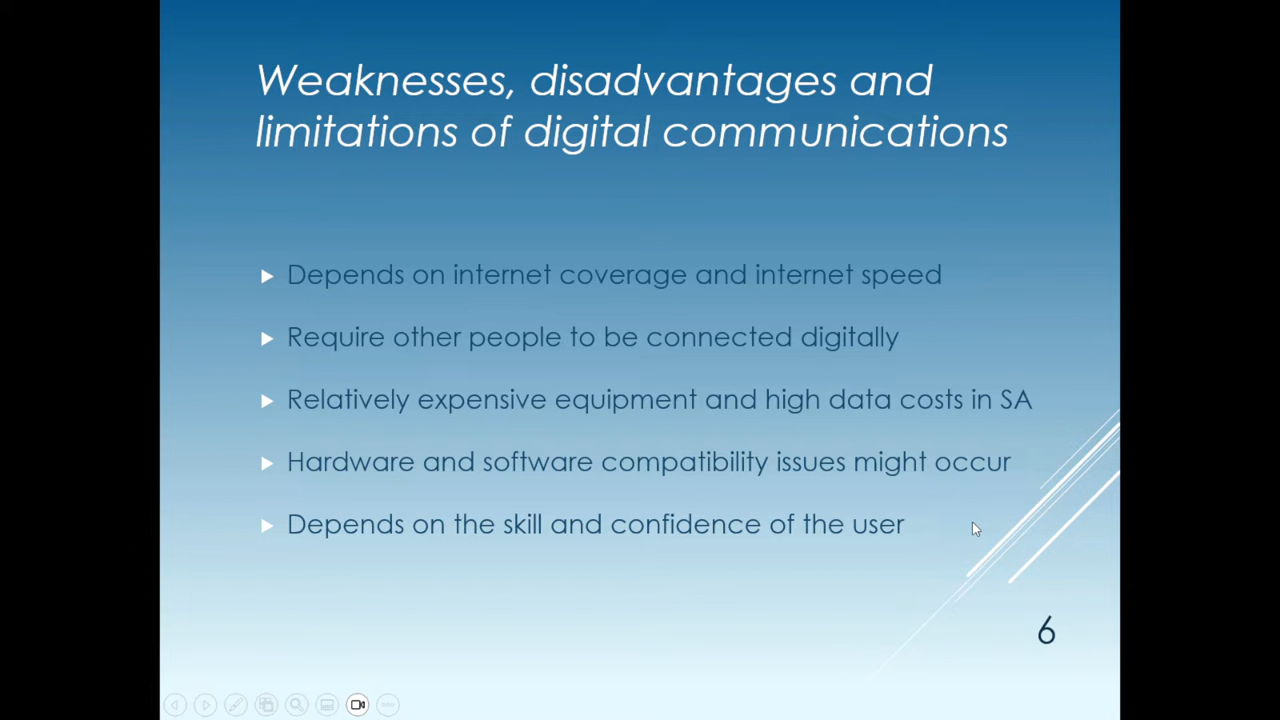 Weaknesses, disadvantages and
limitations of digital communications
Depends on internet coverage and internet speed
Require other people to be connected digitally
Relatively expensive equipment and high data costs in SA
Hardware and software compatibility issues might occur
Depends on the skill and confidence of the user
6